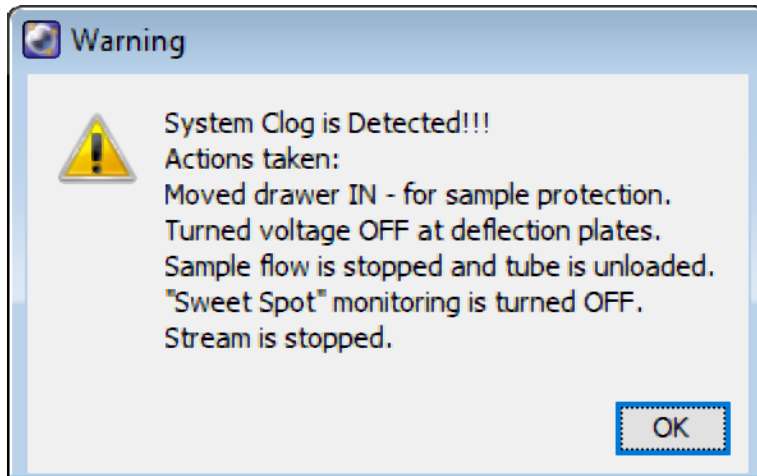 Warning
System Clog is Detected!!!
Actions taken:
Moved drawer IN - for sample protection.
Turned voltage OFF at deflection plates.
Sample flow is stopped and tube is unloaded.
"Sweet Spot" monitoring is turned OFF.
Stream is stopped.
OK